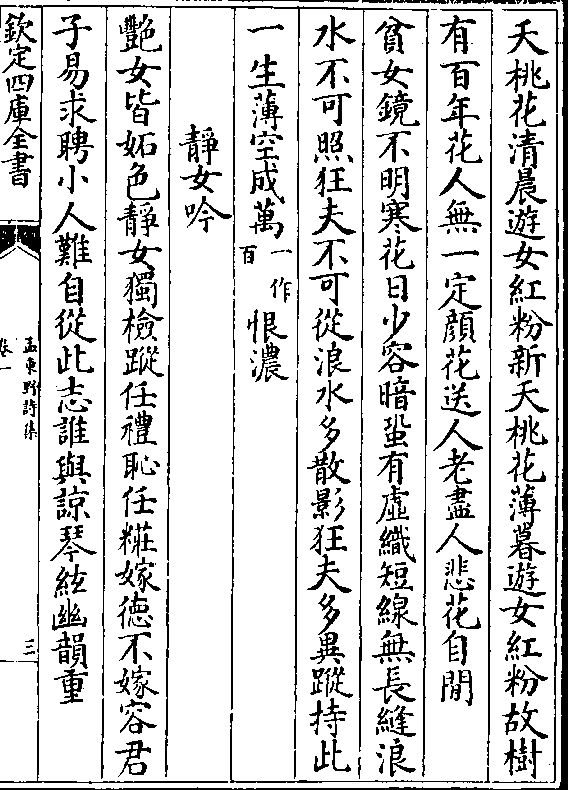 夭桃花清晨遊女紅粉新夭桃花薄暮遊女紅粉故樹
有百年花人無一定顔花送人老盡人悲花自閒
貧女鏡不明寒花日少容暗蛩有虛織短線無長縫浪
水不可照狂夫不可從浪水多散影狂夫多異蹤持此
一生薄空成萬一作百恨濃
靜女吟
艷女皆妬色靜女獨檢蹤任禮恥任粧嫁德不嫁容君
子易求聘小人難自從此志誰與諒琴絃幽韻重
欽定四庫全書
孟東野詩集
卷一
三